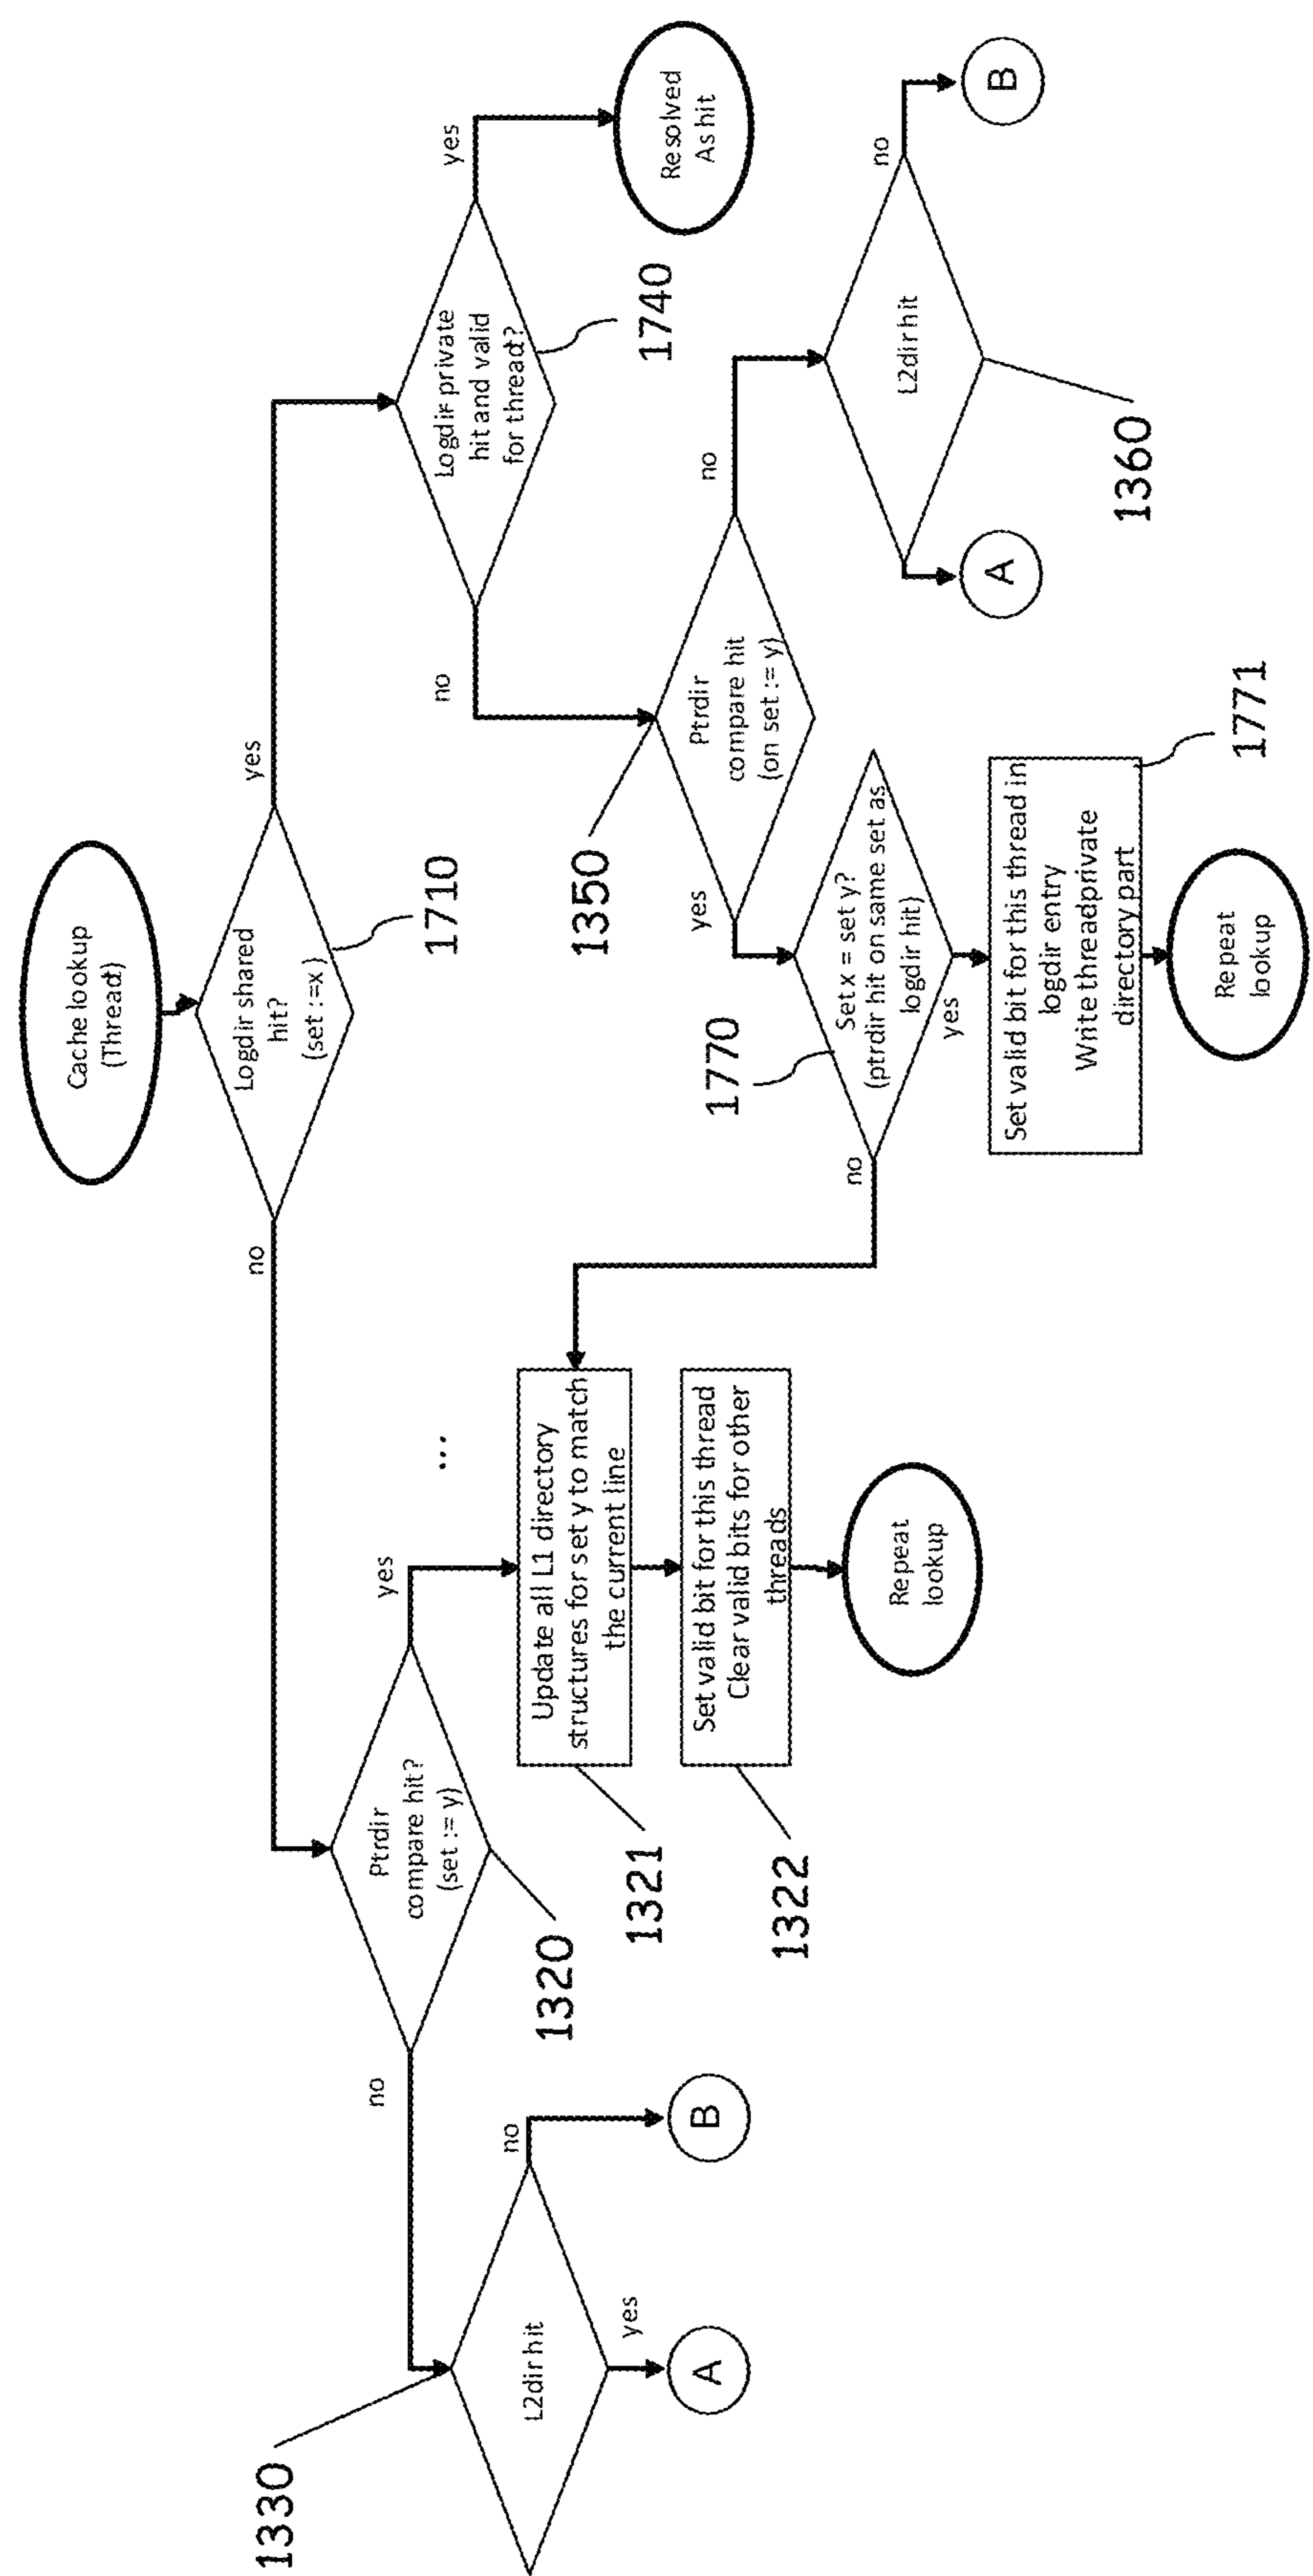 Cache lookup
(Thread)
Logdir shared
hit?
(set :=x )
1710
no
yes
Ptrdir
compare hit?
(set := y)
1320
no
yes
L2dir hit
1330
yes
no
A
B
...
Update all L1 directory
structures for set y to match
the current line
1321
Set valid bit for this thread
Clear valid bits for other
threads
1322
Repeat
lookup
Logdir private
hit and valid
for thread?
1740
no
yes
Resolved
As hit
Ptrdir
compare hit
(on set := y)
1350
yes
no
L2dir hit
1360
no
A
B
Set x = set y?
(ptrdir hit on same set as
logdir hit)
1770
no
yes
Set valid bit for this thread in
logdir entry
Write threadprivate
directory part
1771
Repeat
lookup